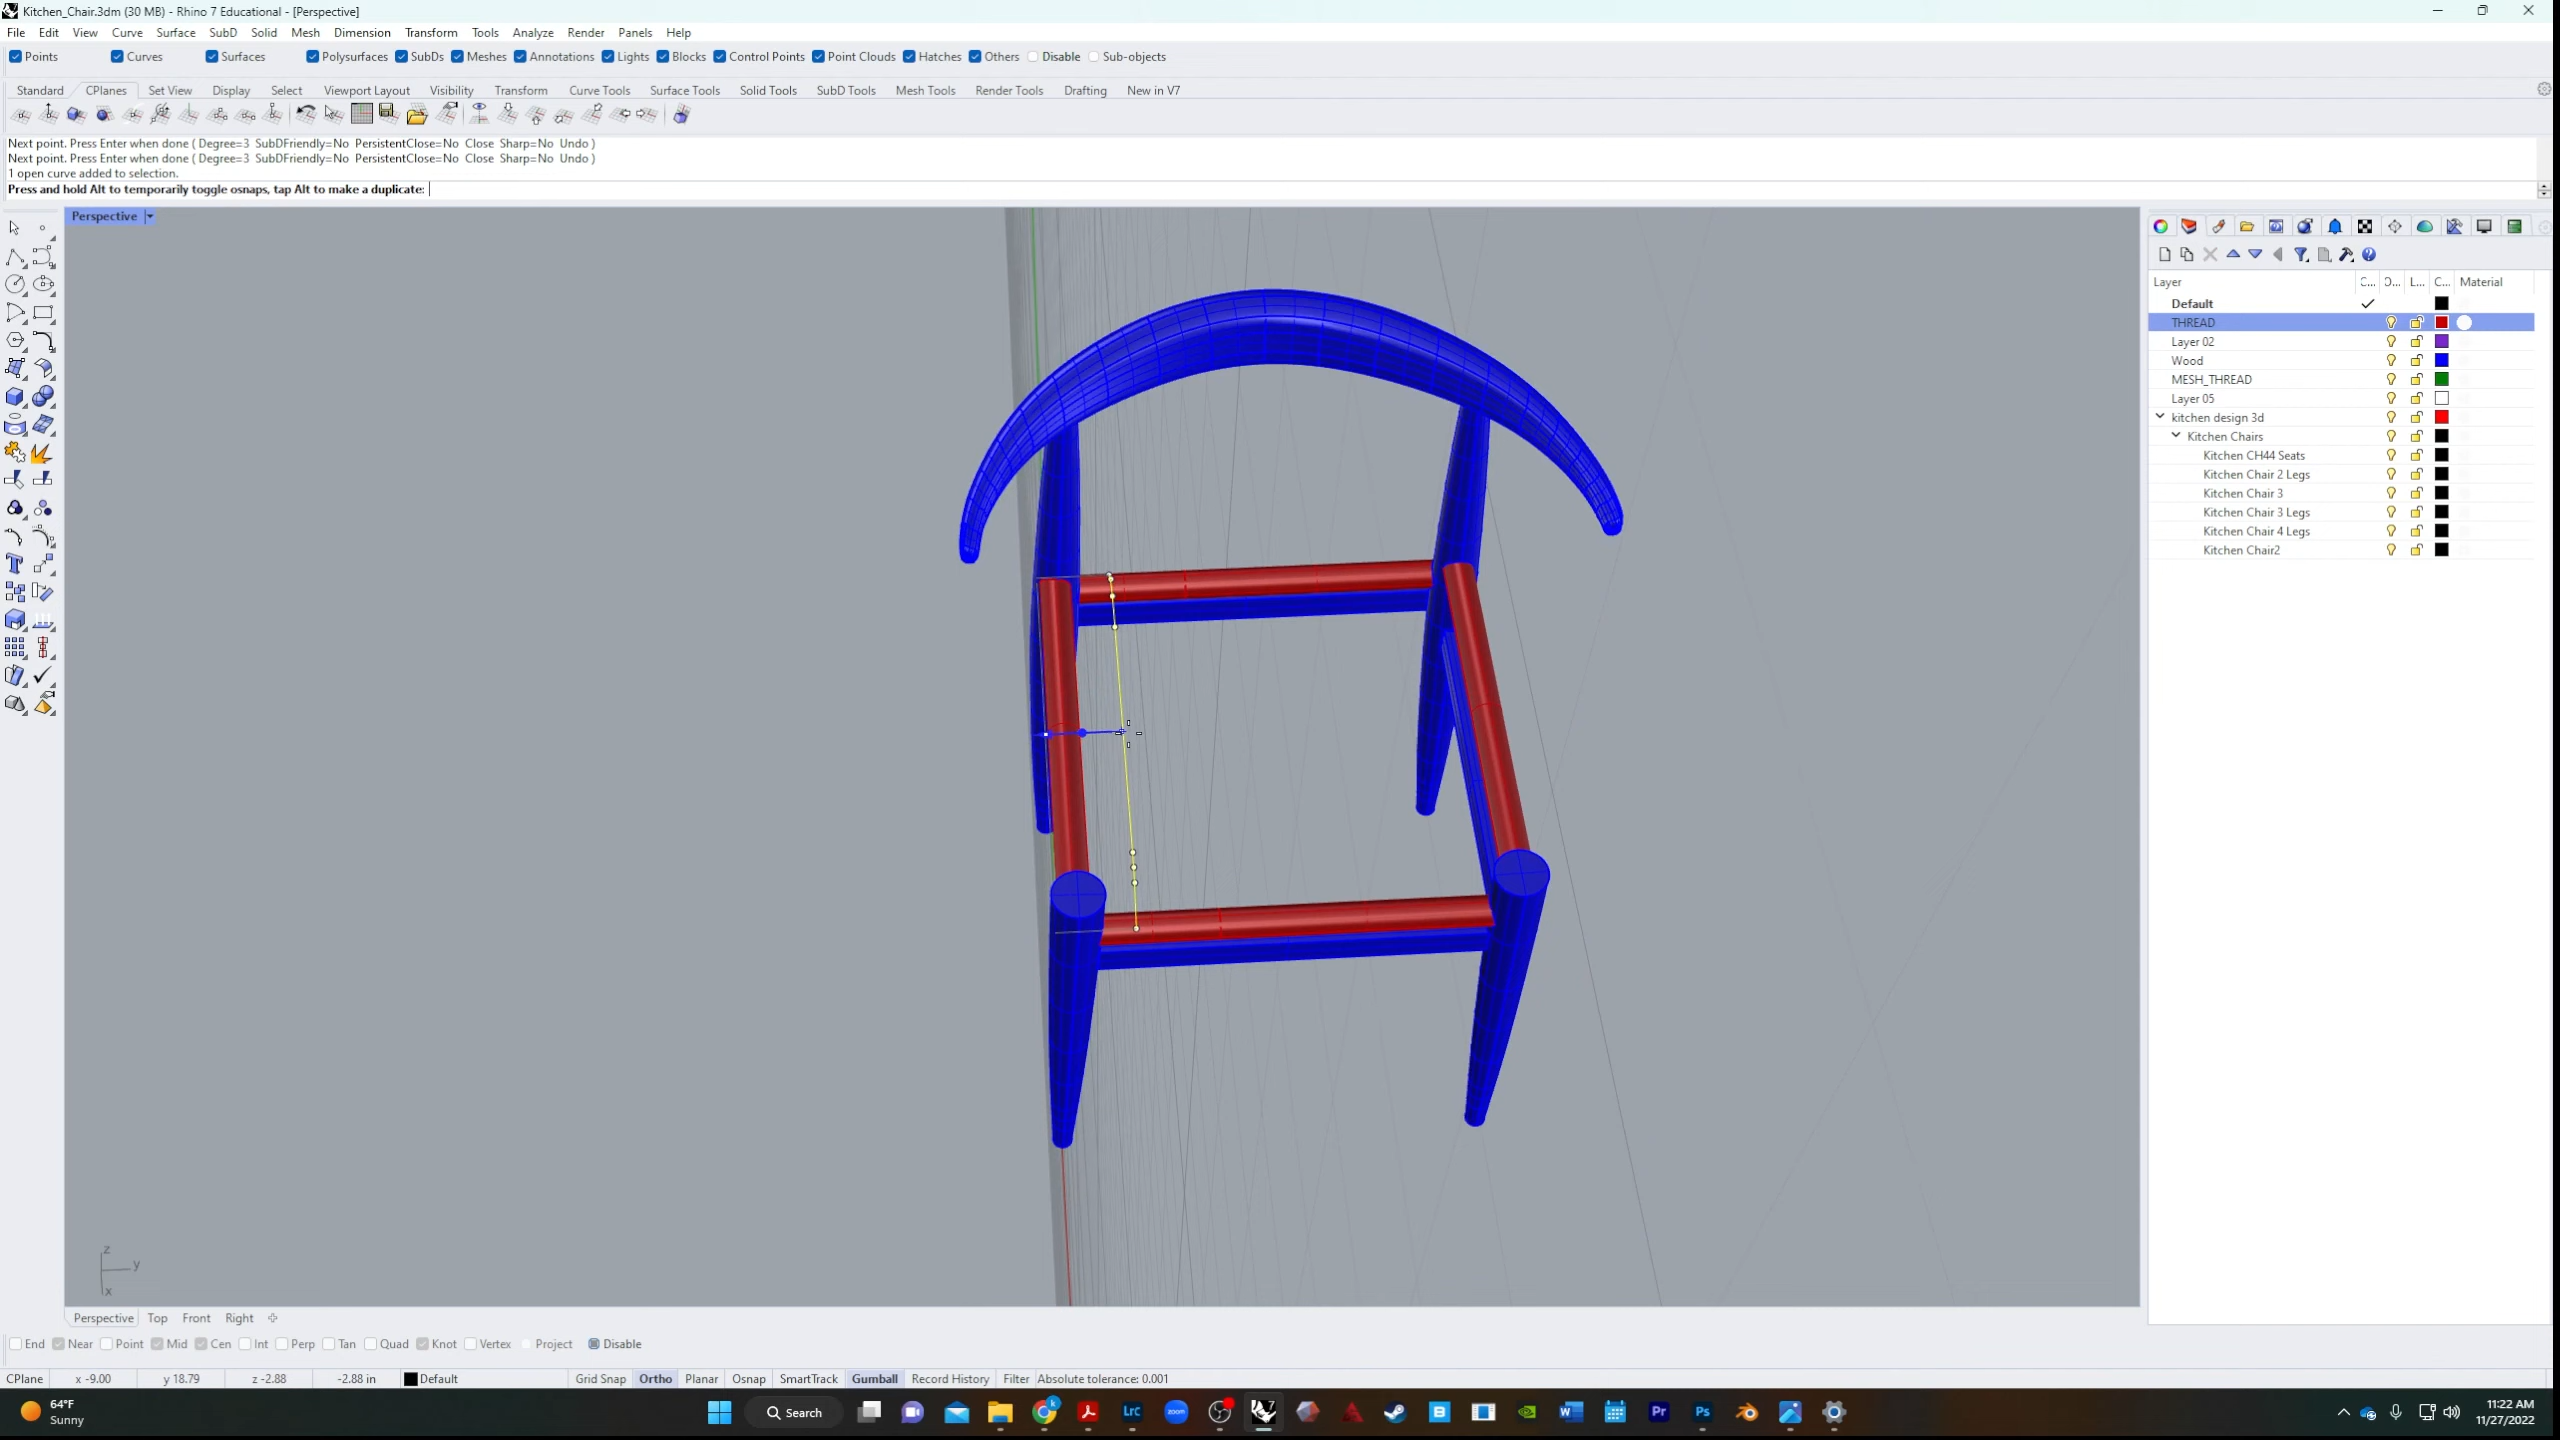 Kitchen_Chair.3dm (30 MB) - Rhino 7 Educational - [Perspective]
File Edit View Curve Surface SubD Solid Mesh Dimension Transform Tools Analyze Render Panels Help
Points Curves Surfaces Polysurfaces SubDs Meshes Annotations Lights Blocks Control Points Point Clouds Hatches Others Disable Sub-objects
Standard CPlanes Set View Display Select Viewport Layout Visibility Transform Curve Tools Surface Tools Solid Tools SubD Tools Mesh Tools Render Tools Drafting New in V7
Next point. Press Enter when done ( Degree=3 SubDFriendly=No PersistentClose=No Close Sharp=No Undo )
Next point. Press Enter when done ( Degree=3 SubDFriendly=No PersistentClose=No Close Sharp=No Undo )
1 open curve added to selection.
Press and hold Alt to temporarily toggle osnaps, tap Alt to make a duplicate:
Perspective
Layer C... O... L... C... Material
Default
THREAD
Layer 02
Wood
MESH_THREAD
Layer 05
kitchen design 3d
Kitchen Chairs
Kitchen CH44 Seats
Kitchen Chair 2 Legs
Kitchen Chair 3
Kitchen Chair 3 Legs
Kitchen Chair 4 Legs
Kitchen Chair2
z
y
x
Perspective Top Front Right
End Near Point Mid Cen Int Perp Tan Quad Knot Vertex Project Disable
CPlane x -9.00 y 18.79 z -2.88 -2.88 in Default Grid Snap Ortho Planar Osnap SmartTrack Gumball Record History Filter Absolute tolerance: 0.001
64°F
Sunny
Search
zoom
Lrc
7
B
W
Pr
Ps
11:22 AM
11/27/2022